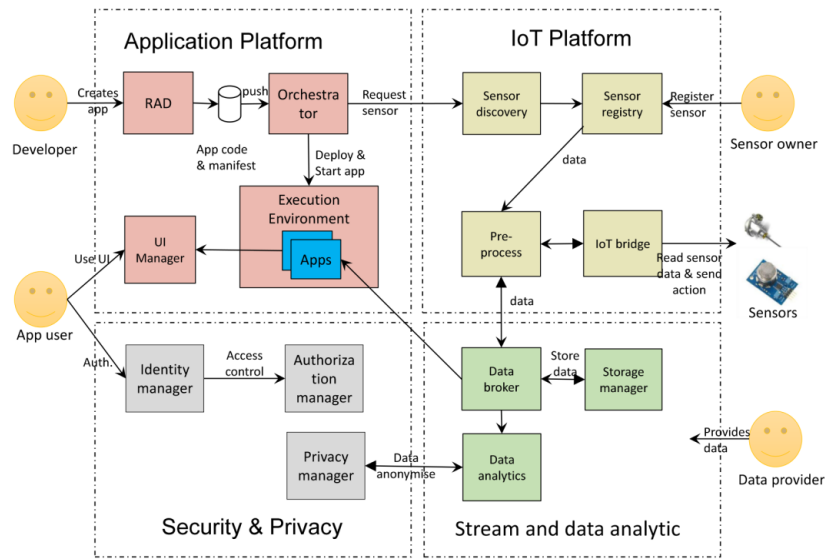 Application Platform
IoT Platform
Creates
app
RAD
push
Orchestra
tor
Request
sensor
Sensor
discovery
Sensor
registry
Register
sensor
Developer
App code
& manifest
Deploy &
Start app
data
Sensor owner
Execution
Environment
Apps
UI
Manager
Use UI
Pre-
process
IoT bridge
Read sensor
data & send
action
Sensors
App user
data
Auth.
Identity
manager
Access
control
Authoriza
tion
manager
Data
broker
Store
data
Storage
manager
Privacy
manager
Data
anonymise
Data
analytics
Provides
data
Data provider
Security & Privacy
Stream and data analytic